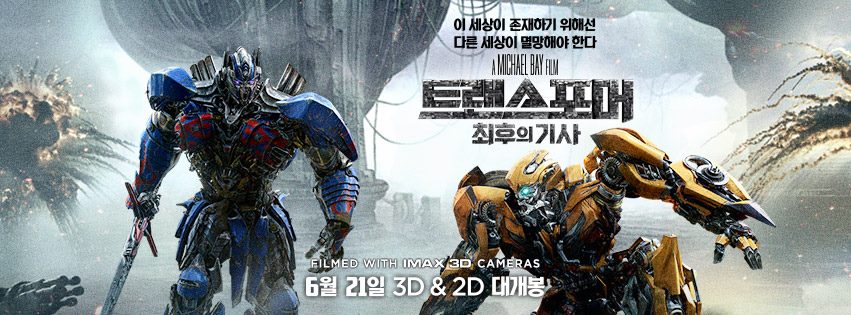 이 세상이 존재하기 위해선
다른 세상이 멸망해야 한다
A MICHAEL BAY FILM
트랜스포머
최후의 기사
FILMED WITH IMAX 3D CAMERAS
6월 21일 3D & 2D 대개봉